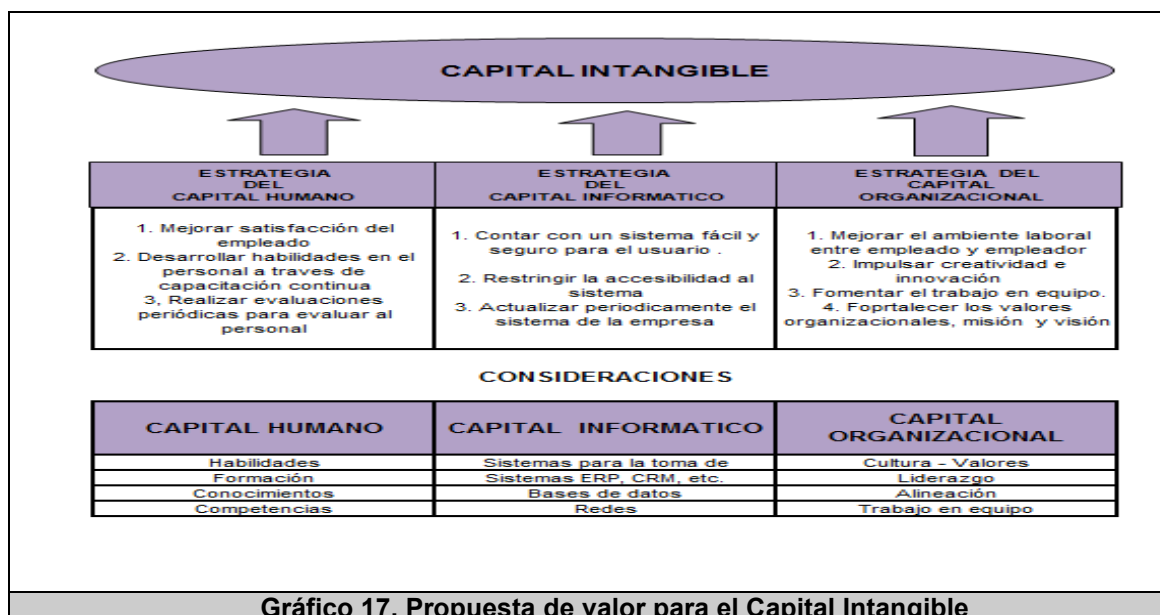 CAPITAL INTANGIBLE
ESTRATEGIA
DEL
CAPITAL HUMANO
ESTRATEGIA
DEL
CAPITAL INFORMATICO
ESTRATEGIA DEL
CAPITAL
ORGANIZACIONAL
1. Mejorar satisfacción del
empleado
2. Desarrollar habilidades en el
personal a traves de
capacitación continua
3, Realizar evaluaciones
periódicas para evaluar al
personal
1. Contar con un sistema fácil y
seguro para el usuario .
2. Restringir la accesibilidad al
sistema
3. Actualizar periodicamente el
sistema de la empresa
1. Mejorar el ambiente laboral
entre empleado y empleador
2. Impulsar creatividad e
innovación
3. Fomentar el trabajo en equipo.
4. Foprtalecer los valores
organizacionales, misión y visión
CONSIDERACIONES
CAPITAL HUMANO
CAPITAL INFORMATICO
CAPITAL
ORGANIZACIONAL
Habilidades
Sistemas para la toma de
Cultura - Valores
Formación
Sistemas ERP, CRM, etc.
Liderazgo
Conocimientos
Bases de datos
Alineación
Competencias
Redes
Trabajo en equipo
Gráfico 17. Propuesta de valor para el Capital Intangible